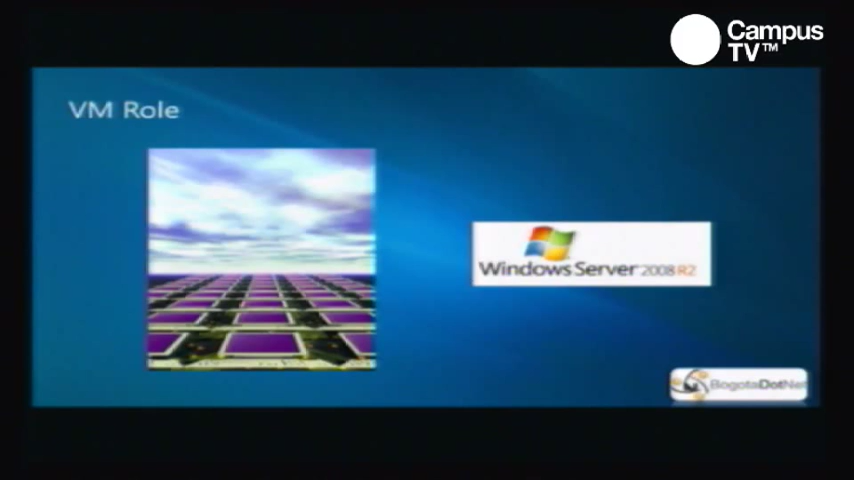 Campus
TV™
VM Role
Windows Server 2008 R2
BogotaDotNet